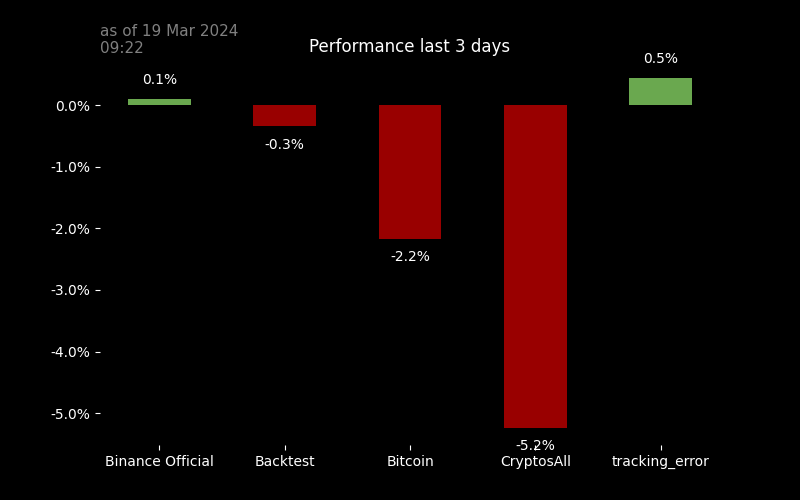 as of 19 Mar 2024
09:22
Performance last 3 days
0.1%
-0.3%
-2.2%
-5.2%
0.5%
0.0%
-1.0%
-2.0%
-3.0%
-4.0%
-5.0%
Binance Official
Backtest
Bitcoin
CryptosAll
tracking_error